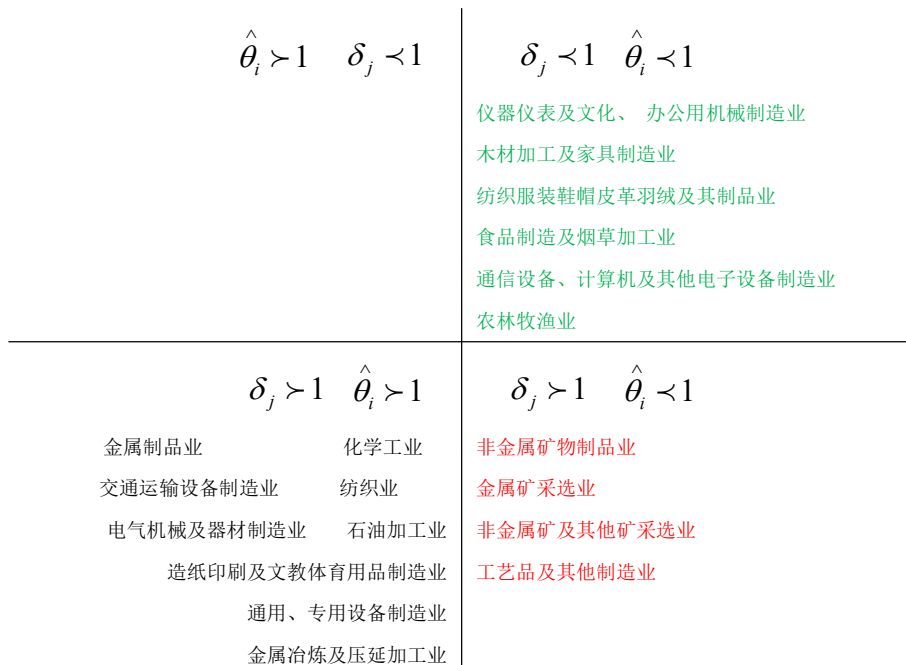 θ̂ᵢ ≻ 1 δⱼ ≺ 1
δⱼ ≺ 1 θ̂ᵢ ≺ 1
仪器仪表及文化、 办公用机械制造业
木材加工及家具制造业
纺织服装鞋帽皮革羽绒及其制品业
食品制造及烟草加工业
通信设备、计算机及其他电子设备制造业
农林牧渔业
δⱼ ≻ 1 θ̂ᵢ ≻ 1
金属制品业 化学工业
交通运输设备制造业 纺织业
电气机械及器材制造业 石油加工业
造纸印刷及文教体育用品制造业
通用、专用设备制造业
金属冶炼及压延加工业
δⱼ ≻ 1 θ̂ᵢ ≺ 1
非金属矿物制品业
金属矿采选业
非金属矿及其他矿采选业
工艺品及其他制造业